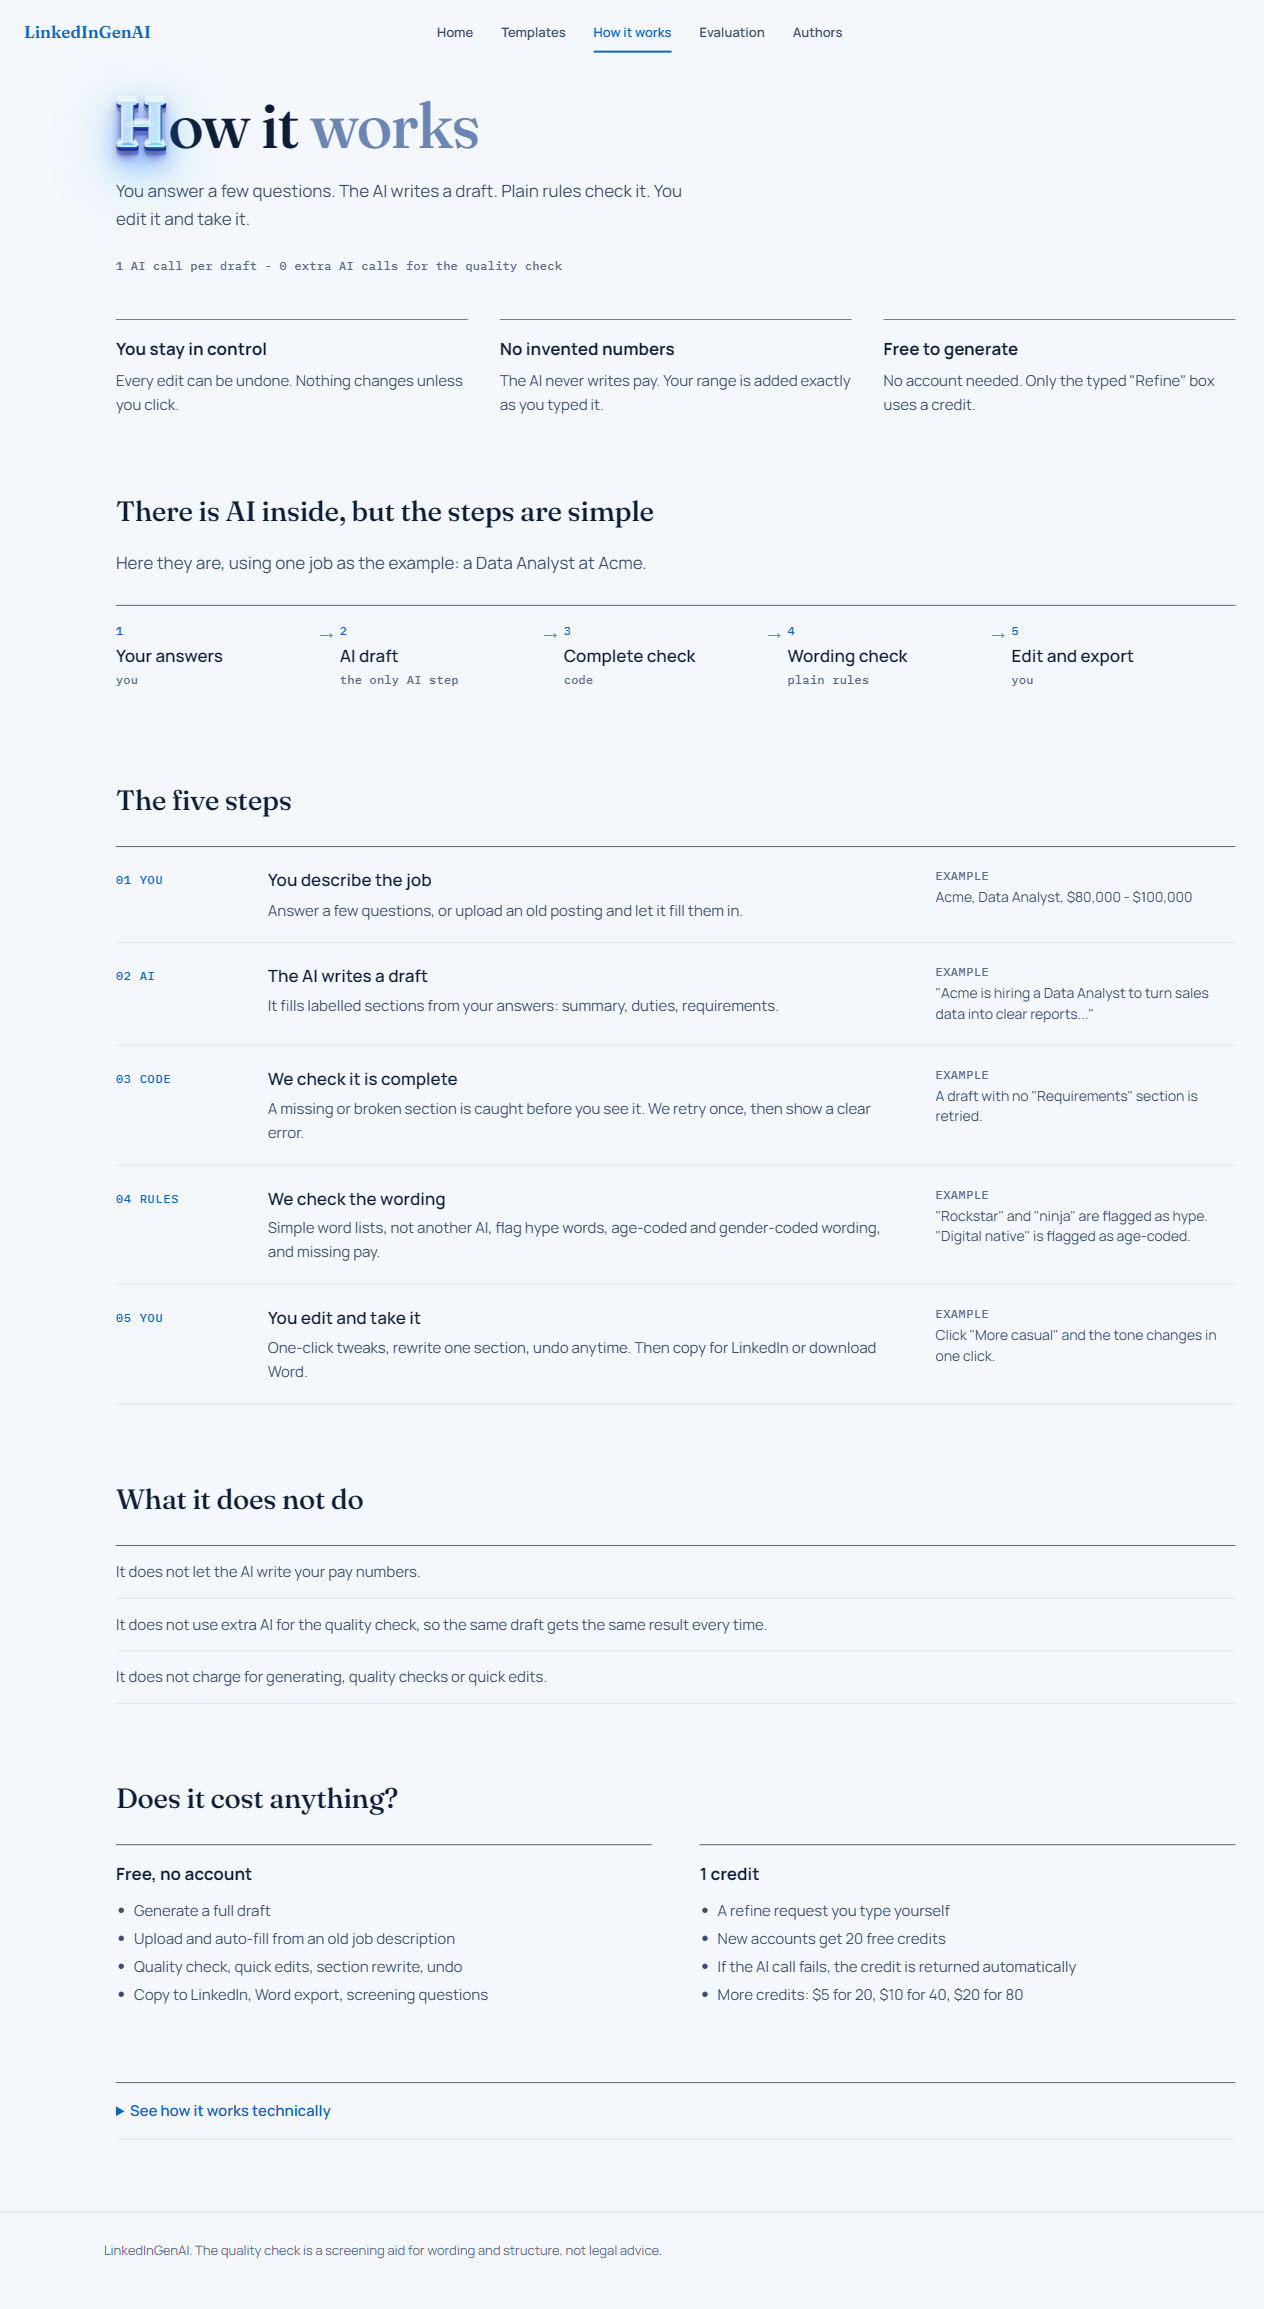 LinkedInGenAI
Home
Templates
How it works
Evaluation
Authors
How it works
You answer a few questions. The AI writes a draft. Plain rules check it. You
edit it and take it.
1 AI call per draft - 0 extra AI calls for the quality check
You stay in control
Every edit can be undone. Nothing changes unless
you click.
No invented numbers
The AI never writes pay. Your range is added exactly
as you typed it.
Free to generate
No account needed. Only the typed "Refine" box
uses a credit.
There is AI inside, but the steps are simple
Here they are, using one job as the example: a Data Analyst at Acme.
1
Your answers
you
→
2
AI draft
the only AI step
→
3
Complete check
code
→
4
Wording check
plain rules
→
5
Edit and export
you
The five steps
01 YOU
You describe the job
Answer a few questions, or upload an old posting and let it fill them in.
EXAMPLE
Acme, Data Analyst, $80,000 - $100,000
02 AI
The AI writes a draft
It fills labelled sections from your answers: summary, duties, requirements.
EXAMPLE
"Acme is hiring a Data Analyst to turn sales
data into clear reports..."
03 CODE
We check it is complete
A missing or broken section is caught before you see it. We retry once, then show a clear
error.
EXAMPLE
A draft with no "Requirements" section is
retried.
04 RULES
We check the wording
Simple word lists, not another AI, flag hype words, age-coded and gender-coded wording,
and missing pay.
EXAMPLE
"Rockstar" and "ninja" are flagged as hype.
"Digital native" is flagged as age-coded.
05 YOU
You edit and take it
One-click tweaks, rewrite one section, undo anytime. Then copy for LinkedIn or download
Word.
EXAMPLE
Click "More casual" and the tone changes in
one click.
What it does not do
It does not let the AI write your pay numbers.
It does not use extra AI for the quality check, so the same draft gets the same result every time.
It does not charge for generating, quality checks or quick edits.
Does it cost anything?
Free, no account
• Generate a full draft
• Upload and auto-fill from an old job description
• Quality check, quick edits, section rewrite, undo
• Copy to LinkedIn, Word export, screening questions
1 credit
• A refine request you type yourself
• New accounts get 20 free credits
• If the AI call fails, the credit is returned automatically
• More credits: $5 for 20, $10 for 40, $20 for 80
▶ See how it works technically
LinkedInGenAI. The quality check is a screening aid for wording and structure, not legal advice.